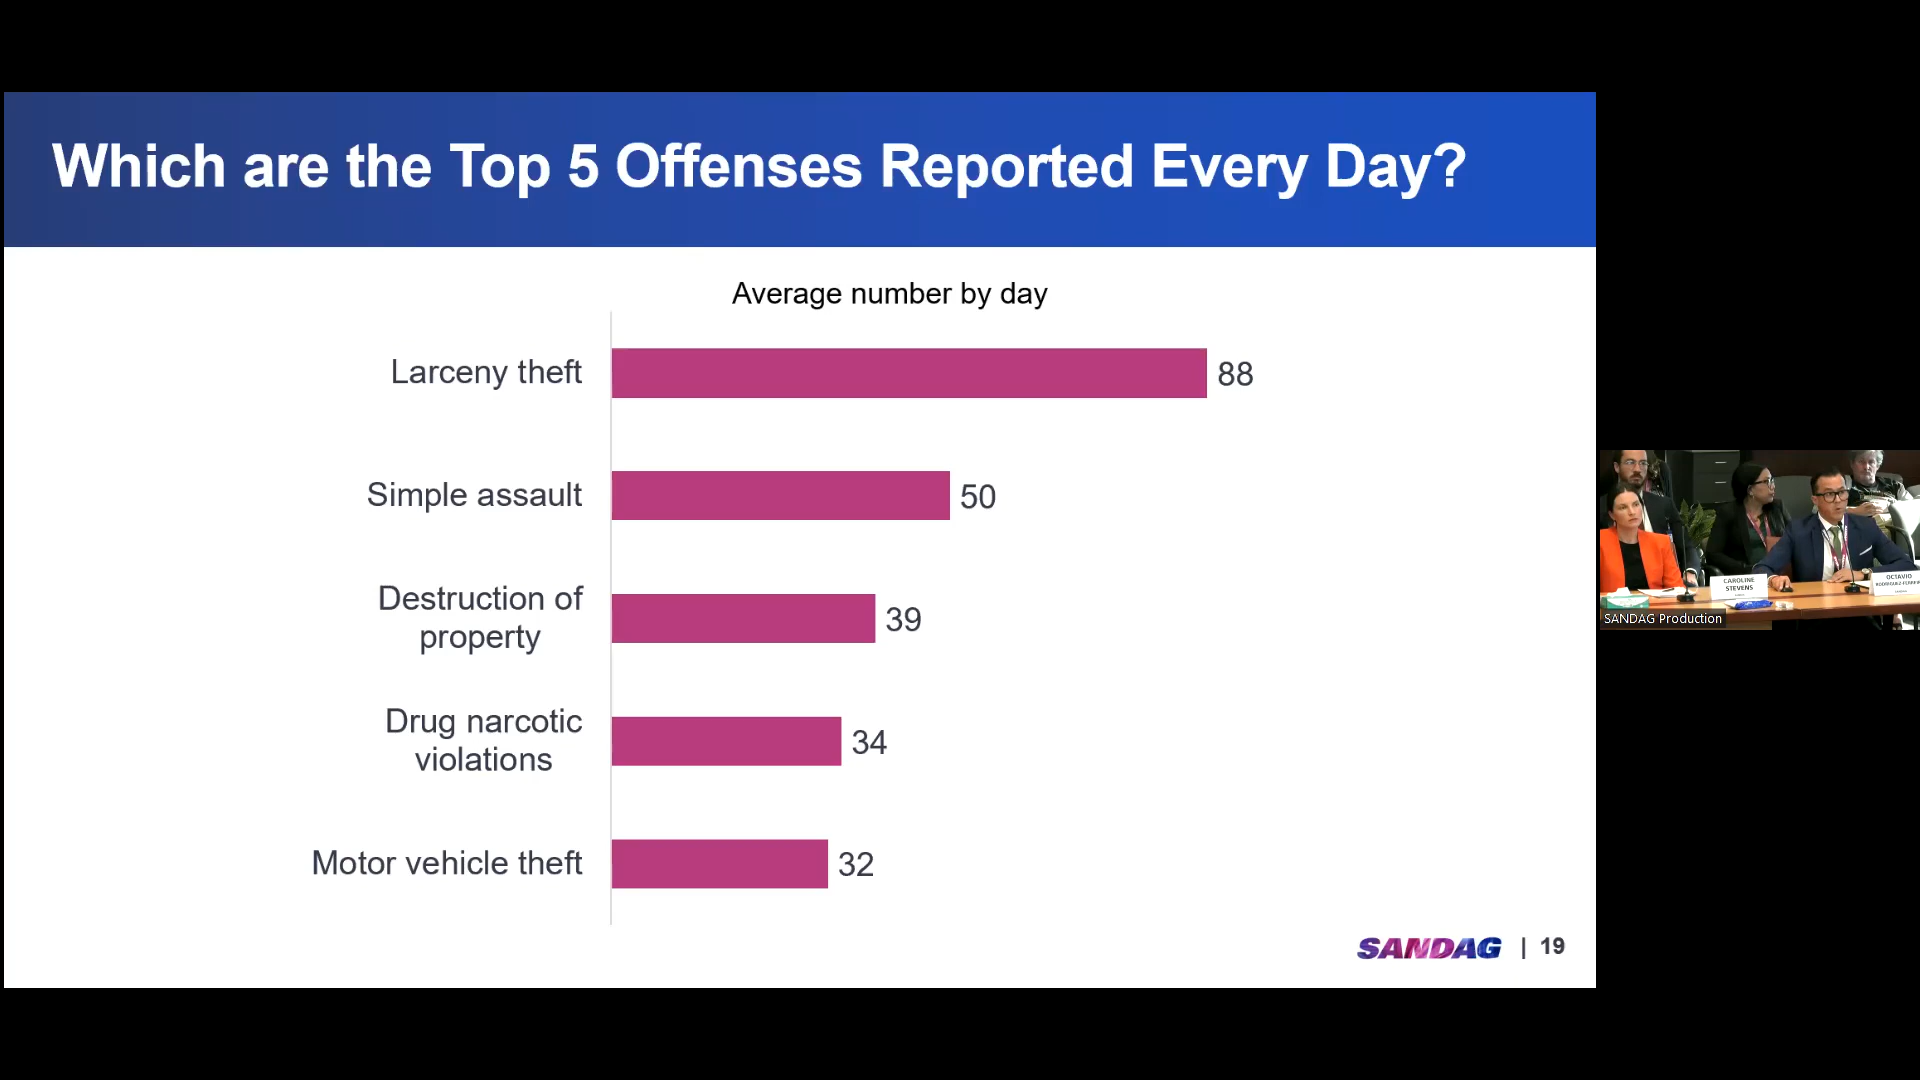 Which are the Top 5 Offenses Reported Every Day?
Average number by day
Larceny theft
88
Simple assault
50
Destruction of
property
39
Drug narcotic
violations
34
Motor vehicle theft
32
SANDAG | 19
CAROLINE
STEVENS
OCTAVIO
SANDAG Production